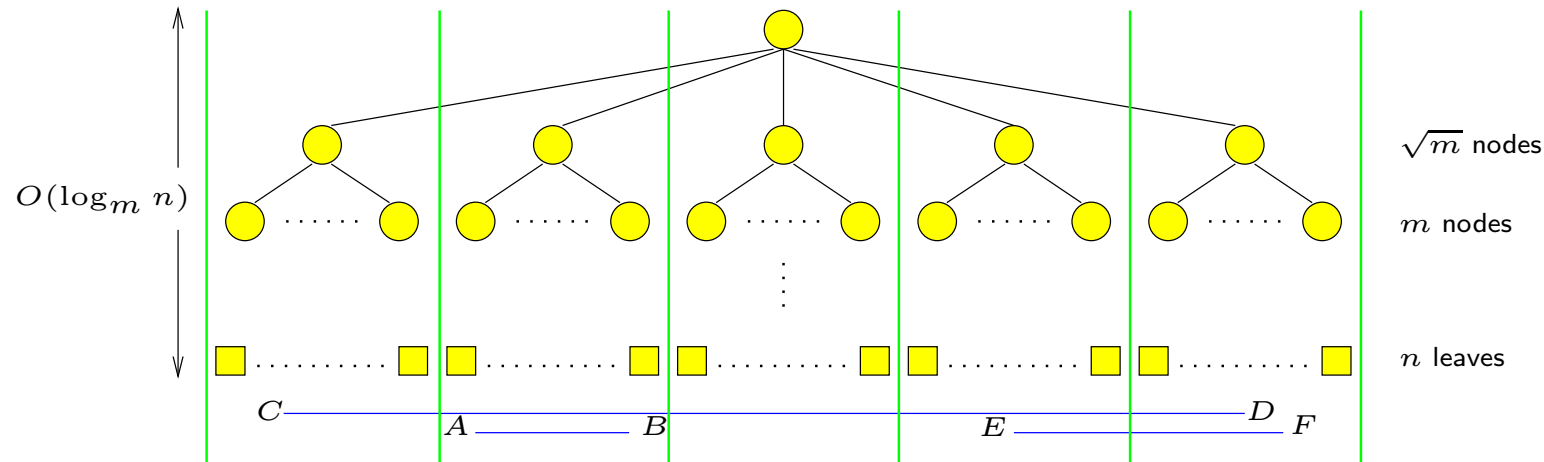 √m nodes
O(log_m n)
m nodes
n leaves
C D
A B E F